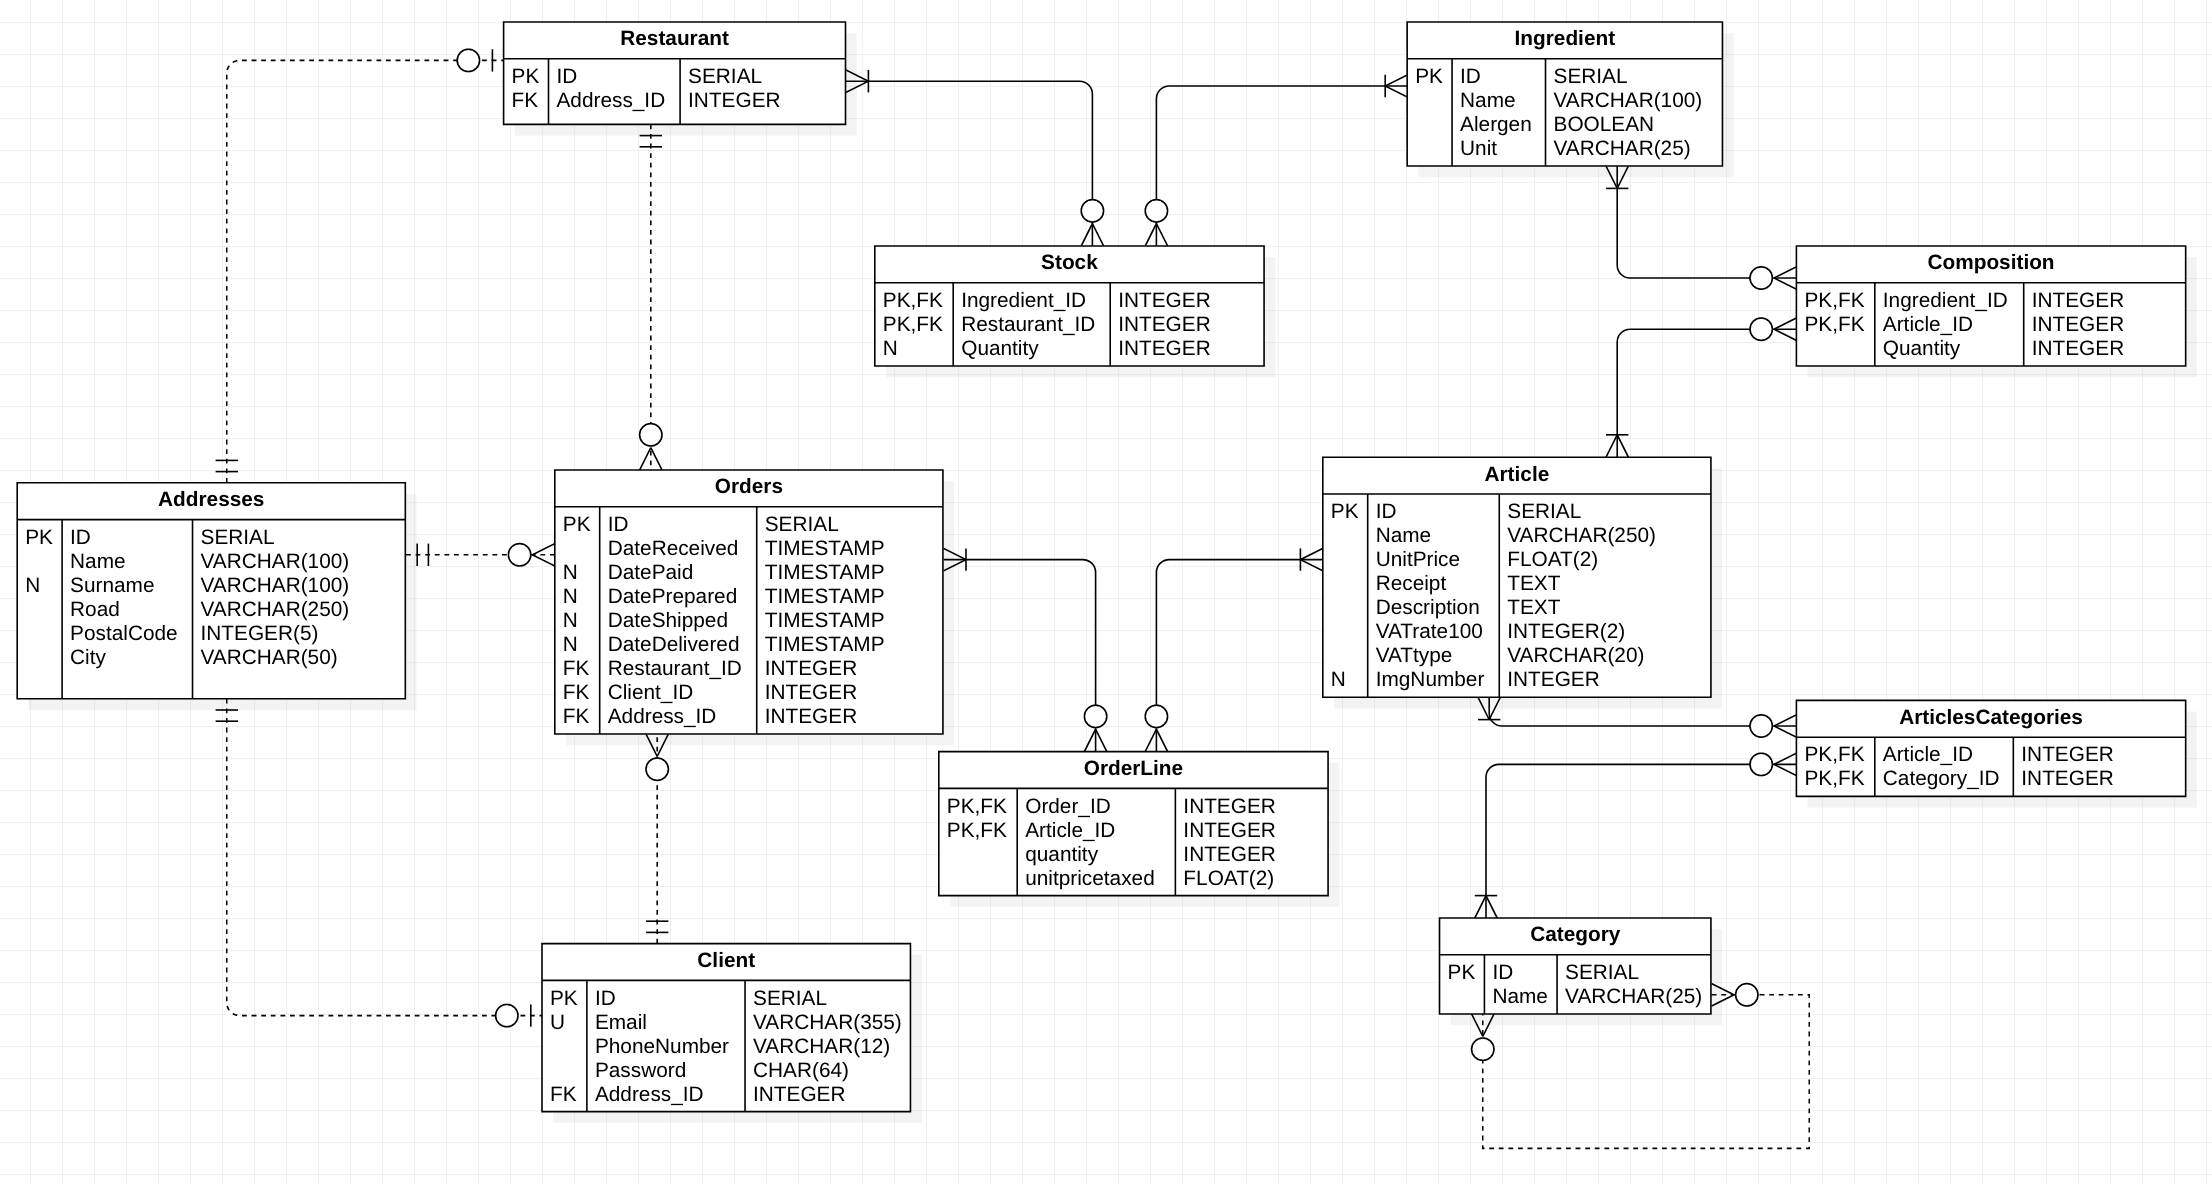 Restaurant
PK ID SERIAL
FK Address_ID INTEGER
Ingredient
PK ID SERIAL
Name VARCHAR(100)
Alergen BOOLEAN
Unit VARCHAR(25)
Stock
PK,FK Ingredient_ID INTEGER
PK,FK Restaurant_ID INTEGER
N Quantity INTEGER
Composition
PK,FK Ingredient_ID INTEGER
PK,FK Article_ID INTEGER
Quantity INTEGER
Addresses
PK ID SERIAL
Name VARCHAR(100)
N Surname VARCHAR(100)
Road VARCHAR(250)
PostalCode INTEGER(5)
City VARCHAR(50)
Orders
PK ID SERIAL
DateReceived TIMESTAMP
N DatePaid TIMESTAMP
N DatePrepared TIMESTAMP
N DateShipped TIMESTAMP
N DateDelivered TIMESTAMP
FK Restaurant_ID INTEGER
FK Client_ID INTEGER
FK Address_ID INTEGER
Article
PK ID SERIAL
Name VARCHAR(250)
UnitPrice FLOAT(2)
Receipt TEXT
Description TEXT
VATrate100 INTEGER(2)
VATtype VARCHAR(20)
N ImgNumber INTEGER
ArticlesCategories
PK,FK Article_ID INTEGER
PK,FK Category_ID INTEGER
OrderLine
PK,FK Order_ID INTEGER
PK,FK Article_ID INTEGER
quantity INTEGER
unitpricetaxed FLOAT(2)
Category
PK ID SERIAL
Name VARCHAR(25)
Client
PK ID SERIAL
U Email VARCHAR(355)
PhoneNumber VARCHAR(12)
Password CHAR(64)
FK Address_ID INTEGER